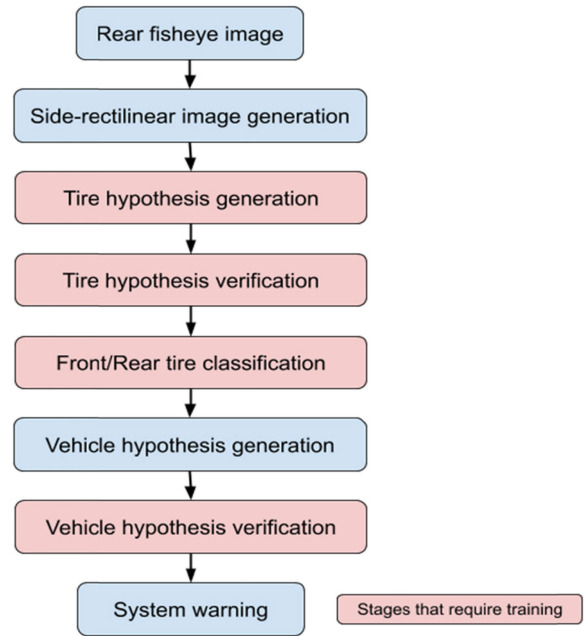 Rear fisheye image
Side-rectilinear image generation
Tire hypothesis generation
Tire hypothesis verification
Front/Rear tire classification
Vehicle hypothesis generation
Vehicle hypothesis verification
System warning
Stages that require training